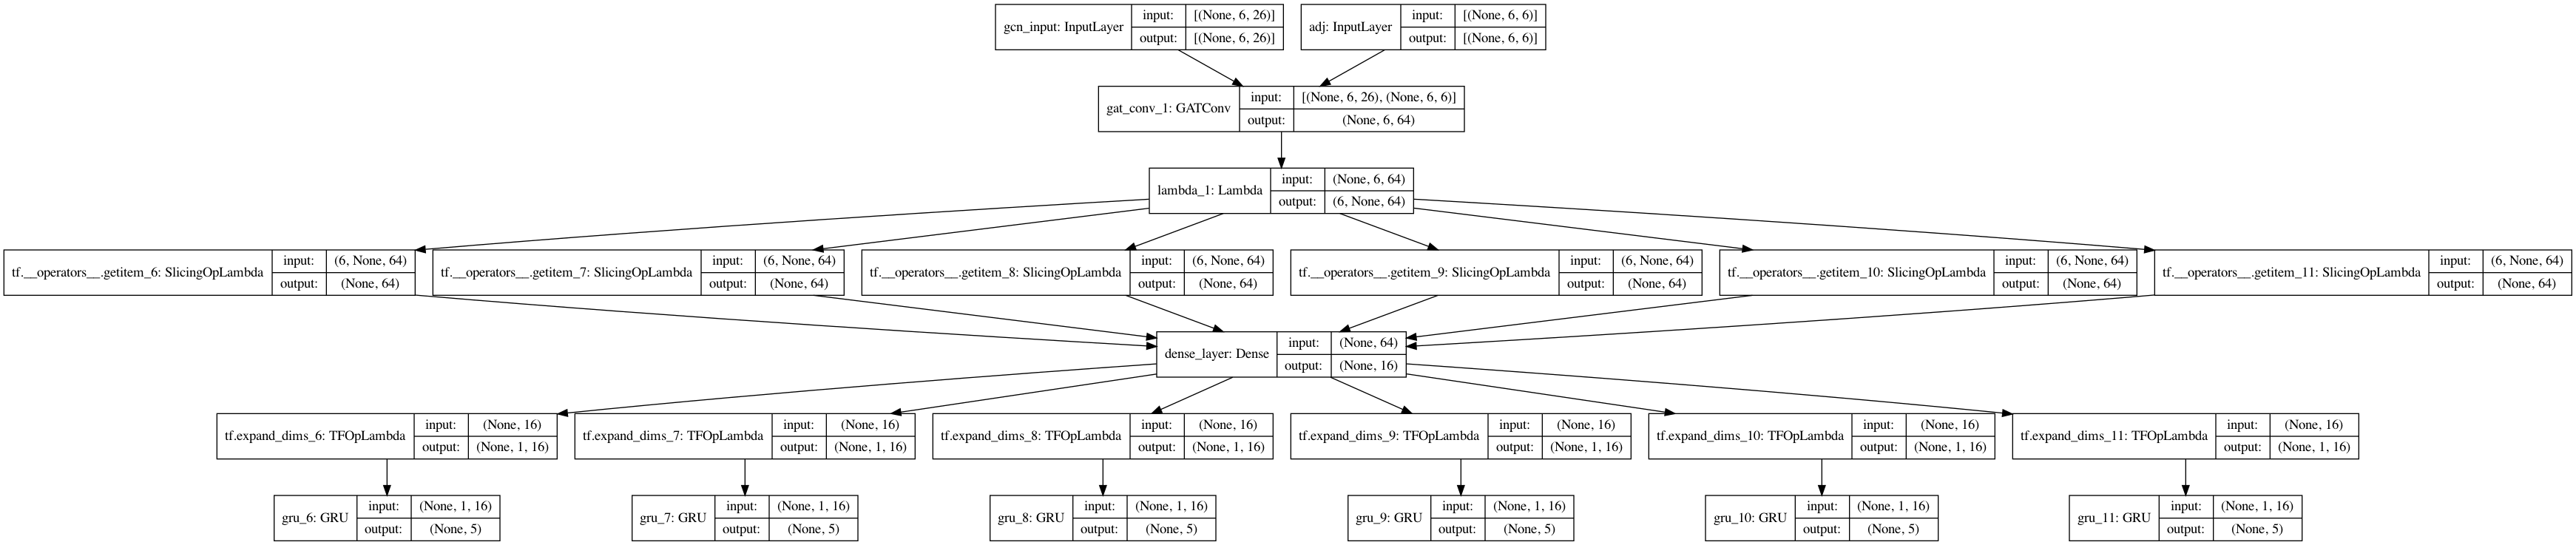 gcn_input: InputLayer
input:
[(None, 6, 26)]
output:
[(None, 6, 26)]
adj: InputLayer
input:
[(None, 6, 6)]
output:
[(None, 6, 6)]
gat_conv_1: GATConv
input:
[(None, 6, 26), (None, 6, 6)]
output:
(None, 6, 64)
lambda_1: Lambda
input:
(None, 6, 64)
output:
(6, None, 64)
tf.__operators__.getitem_6: SlicingOpLambda
input:
(6, None, 64)
output:
(None, 64)
tf.__operators__.getitem_7: SlicingOpLambda
input:
(6, None, 64)
output:
(None, 64)
tf.__operators__.getitem_8: SlicingOpLambda
input:
(6, None, 64)
output:
(None, 64)
tf.__operators__.getitem_9: SlicingOpLambda
input:
(6, None, 64)
output:
(None, 64)
tf.__operators__.getitem_10: SlicingOpLambda
input:
(6, None, 64)
output:
(None, 64)
tf.__operators__.getitem_11: SlicingOpLambda
input:
(6, None, 64)
output:
(None, 64)
dense_layer: Dense
input:
(None, 64)
output:
(None, 16)
tf.expand_dims_6: TFOpLambda
input:
(None, 16)
output:
(None, 1, 16)
tf.expand_dims_7: TFOpLambda
input:
(None, 16)
output:
(None, 1, 16)
tf.expand_dims_8: TFOpLambda
input:
(None, 16)
output:
(None, 1, 16)
tf.expand_dims_9: TFOpLambda
input:
(None, 16)
output:
(None, 1, 16)
tf.expand_dims_10: TFOpLambda
input:
(None, 16)
output:
(None, 1, 16)
tf.expand_dims_11: TFOpLambda
input:
(None, 16)
output:
(None, 1, 16)
gru_6: GRU
input:
(None, 1, 16)
output:
(None, 5)
gru_7: GRU
input:
(None, 1, 16)
output:
(None, 5)
gru_8: GRU
input:
(None, 1, 16)
output:
(None, 5)
gru_9: GRU
input:
(None, 1, 16)
output:
(None, 5)
gru_10: GRU
input:
(None, 1, 16)
output:
(None, 5)
gru_11: GRU
input:
(None, 1, 16)
output:
(None, 5)